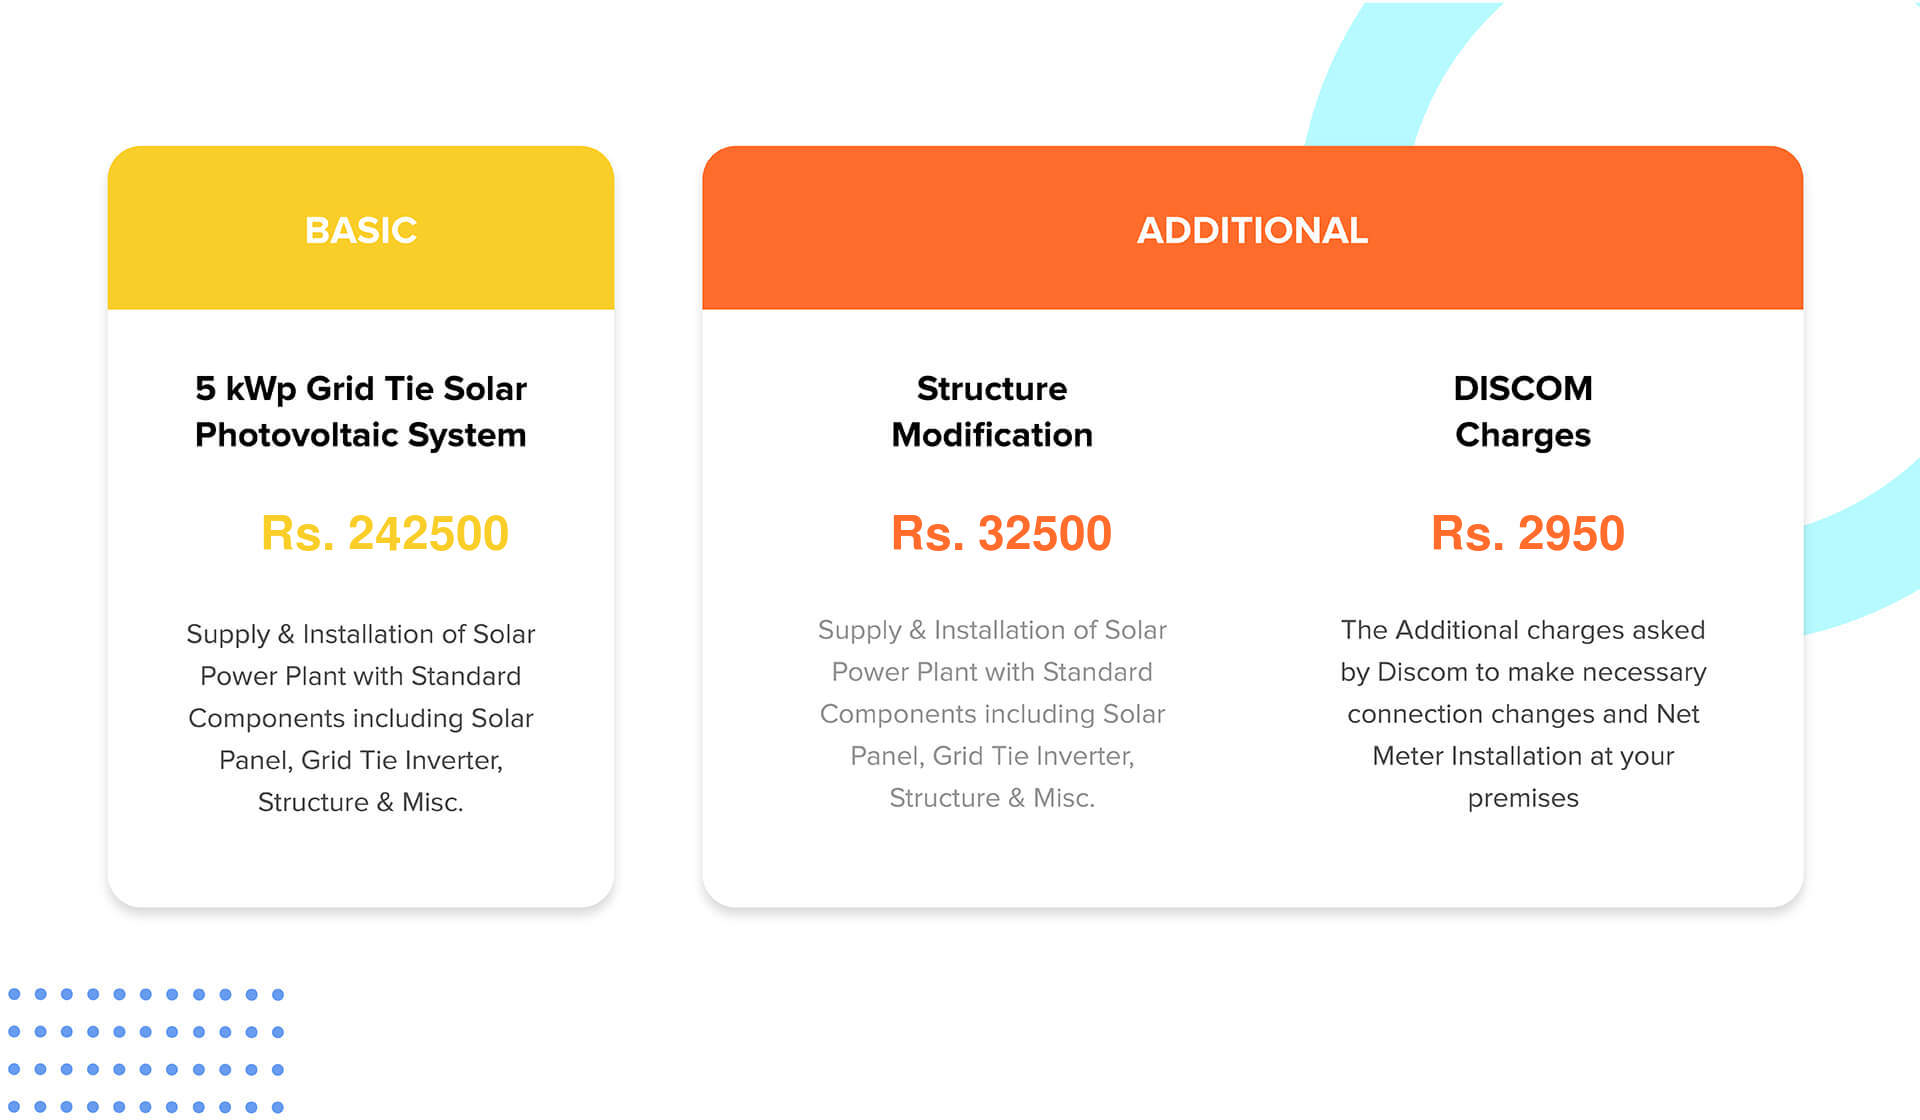 BASIC
5 kWp Grid Tie Solar
Photovoltaic System
Rs. 242500
Supply & Installation of Solar
Power Plant with Standard
Components including Solar
Panel, Grid Tie Inverter,
Structure & Misc.
ADDITIONAL
Structure
Modification
Rs. 32500
Supply & Installation of Solar
Power Plant with Standard
Components including Solar
Panel, Grid Tie Inverter,
Structure & Misc.
DISCOM
Charges
Rs. 2950
The Additional charges asked
by Discom to make necessary
connection changes and Net
Meter Installation at your
premises